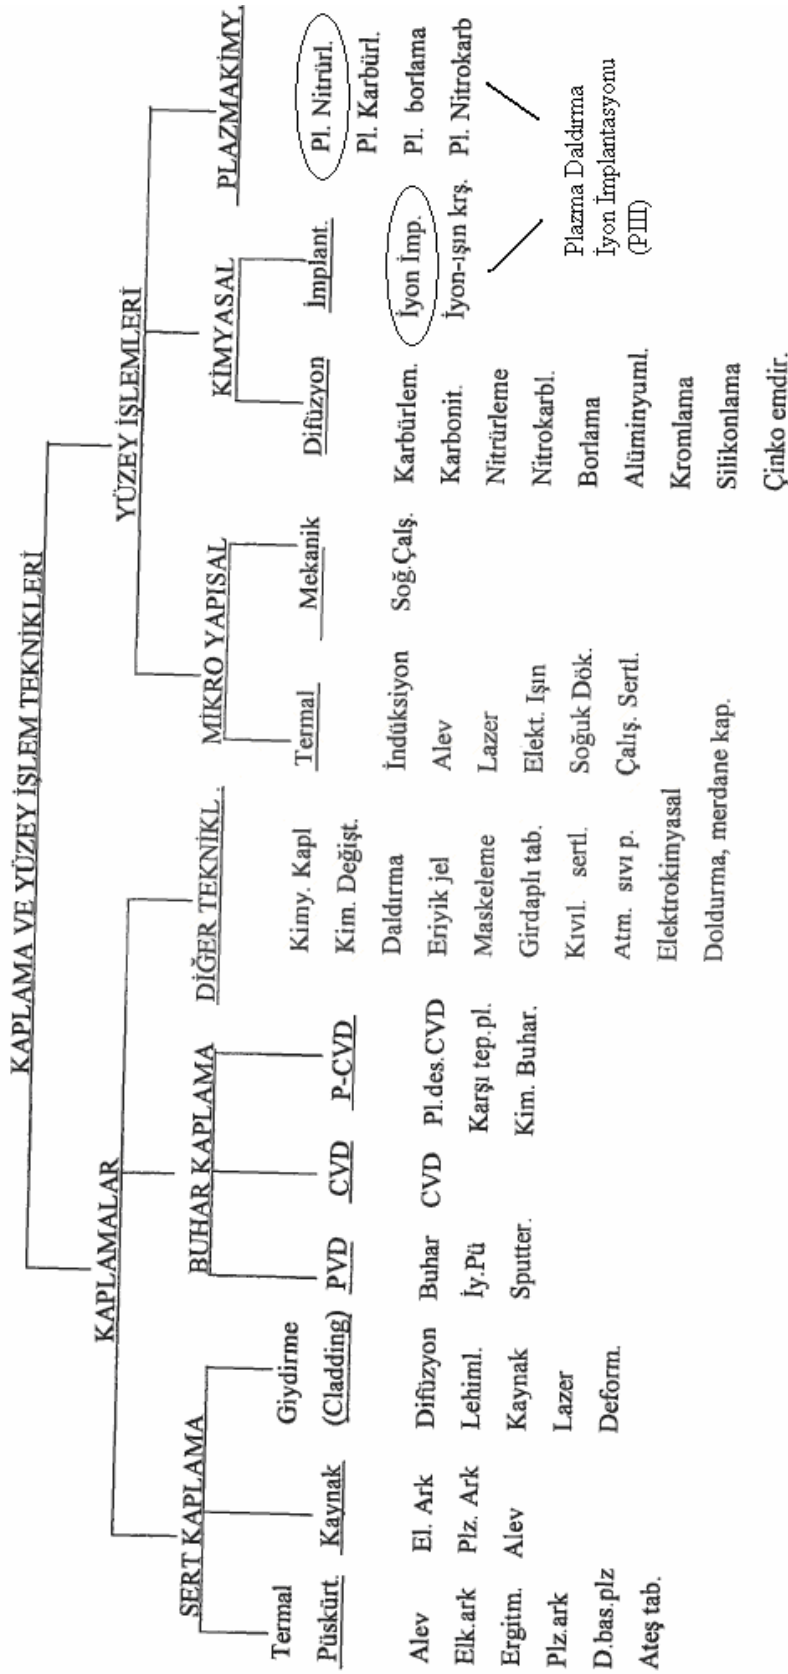 KAPLAMA VE YÜZEY İŞLEM TEKNİKLERİ
KAPLAMALAR
YÜZEY İŞLEMLERİ
SERT KAPLAMA
BUHAR KAPLAMA
DİĞER TEKNİKL.
MİKRO YAPISAL
KİMYASAL
PLAZMAKİMY.
Termal
Püskürt.
Alev
Elk.ark
Ergitm.
Plz.ark
D.bas.plz
Ateş tab.
Kaynak
El. Ark
Plz. Ark
Alev
Giydirme
(Cladding)
Difüzyon
Lehiml.
Kaynak
Lazer
Deform.
PVD
Buhar
İy.Pü
Sputter.
CVD
CVD
P-CVD
Pl.des.CVD
Karşı tep.pl.
Kim. Buhar.
Kimy. Kapl
Kim. Değişt.
Daldırma
Eriyik jel
Maskeleme
Girdaplı tab.
Kıvıl. sertl.
Atm. sıvı p.
Elektrokimyasal
Doldurma, merdane kap.
Termal
İndüksiyon
Alev
Lazer
Elekt. Işın
Soğuk Dök.
Çalış. Sertl.
Mekanik
Soğ.Çalş.
Difüzyon
Karbürlem.
Karbonit.
Nitrürleme
Nitrokarbl.
Borlama
Alüminyuml.
Kromlama
Silikonlama
Çinko emdir.
İmplant.
İyon İmp.
İyon-ışın krş.
Pl. Nitrürl.
Pl. Karbürl.
Pl. borlama
Pl. Nitrokarb
Plazma Daldırma
İyon İmplantasyonu
(PIII)